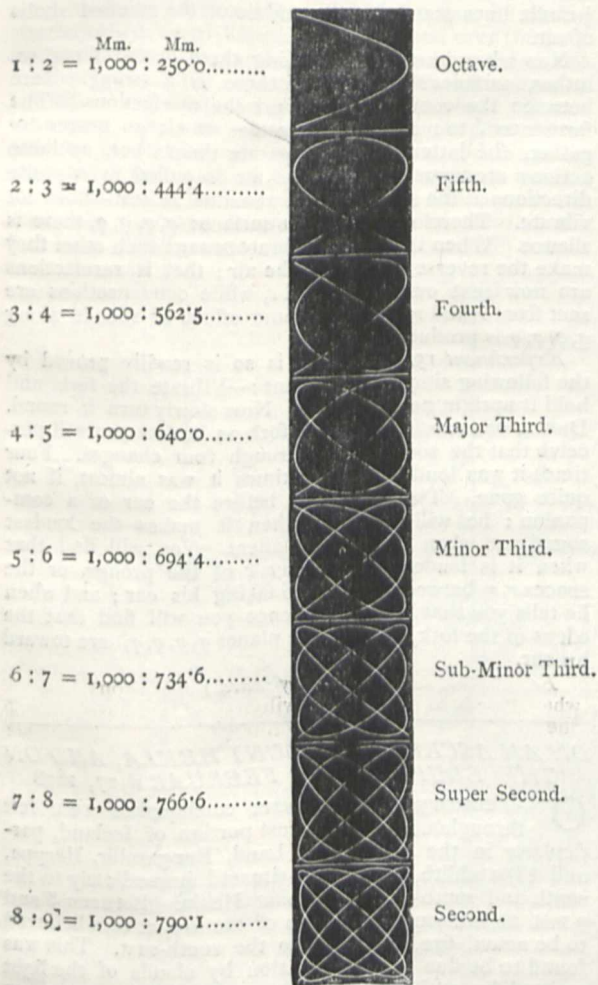 Mm. Mm.
1 : 2 = 1,000 : 250·0......... Octave.
2 : 3 = 1,000 : 444·4......... Fifth.
3 : 4 = 1,000 : 562·5......... Fourth.
4 : 5 = 1,000 : 640·0....... Major Third.
5 : 6 = 1,000 : 694·4........ Minor Third.
6 : 7 = 1,000 : 734·6........ Sub-Minor Third.
7 : 8 = 1,000 : 766·6......... Super Second.
8 : 9 = 1,000 : 790·1........ Second.